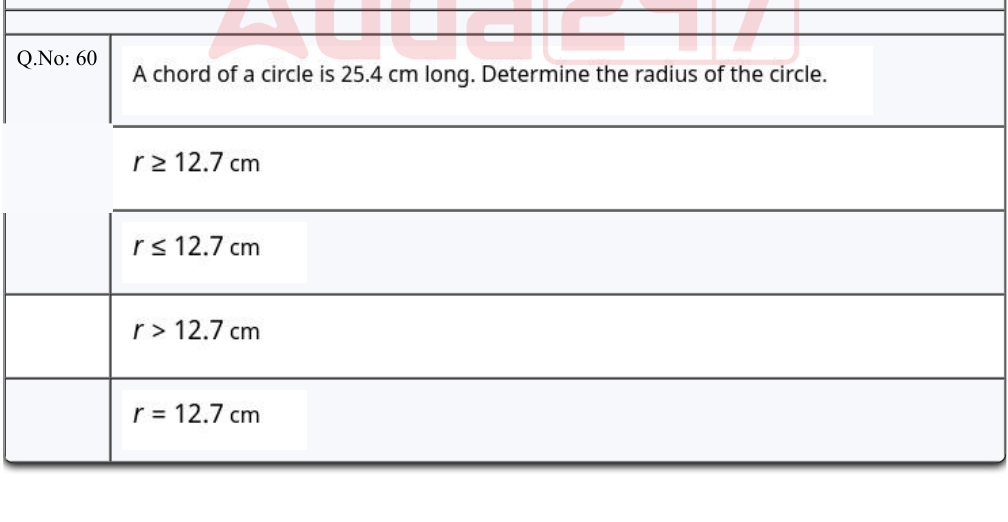 Adda247
Q.No: 60
A chord of a circle is 25.4 cm long. Determine the radius of the circle.
r ≥ 12.7 cm
r ≤ 12.7 cm
r > 12.7 cm
r = 12.7 cm